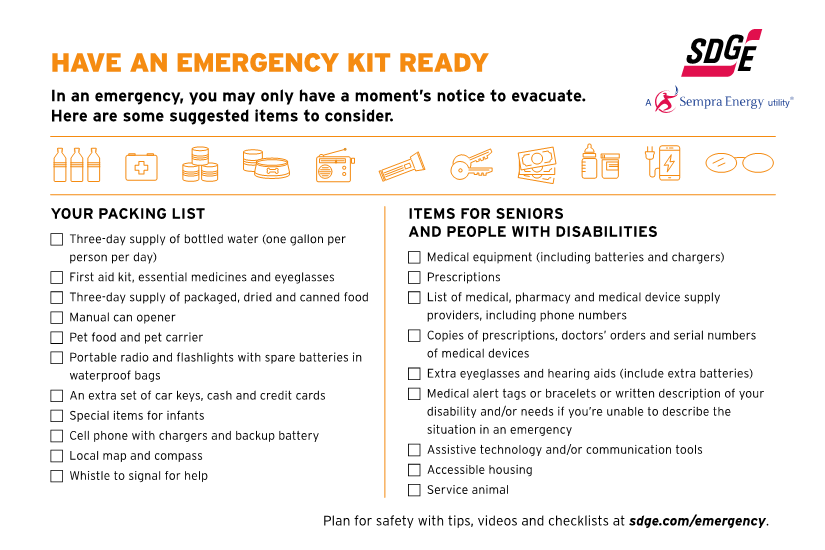 HAVE AN EMERGENCY KIT READY
In an emergency, you may only have a moment's notice to evacuate.
Here are some suggested items to consider.
SDGE
A Sempra Energy utility®
YOUR PACKING LIST
Three-day supply of bottled water (one gallon per
person per day)
First aid kit, essential medicines and eyeglasses
Three-day supply of packaged, dried and canned food
Manual can opener
Pet food and pet carrier
Portable radio and flashlights with spare batteries in
waterproof bags
An extra set of car keys, cash and credit cards
Special items for infants
Cell phone with chargers and backup battery
Local map and compass
Whistle to signal for help
ITEMS FOR SENIORS
AND PEOPLE WITH DISABILITIES
Medical equipment (including batteries and chargers)
Prescriptions
List of medical, pharmacy and medical device supply
providers, including phone numbers
Copies of prescriptions, doctors' orders and serial numbers
of medical devices
Extra eyeglasses and hearing aids (include extra batteries)
Medical alert tags or bracelets or written description of your
disability and/or needs if you're unable to describe the
situation in an emergency
Assistive technology and/or communication tools
Accessible housing
Service animal
Plan for safety with tips, videos and checklists at sdge.com/emergency.